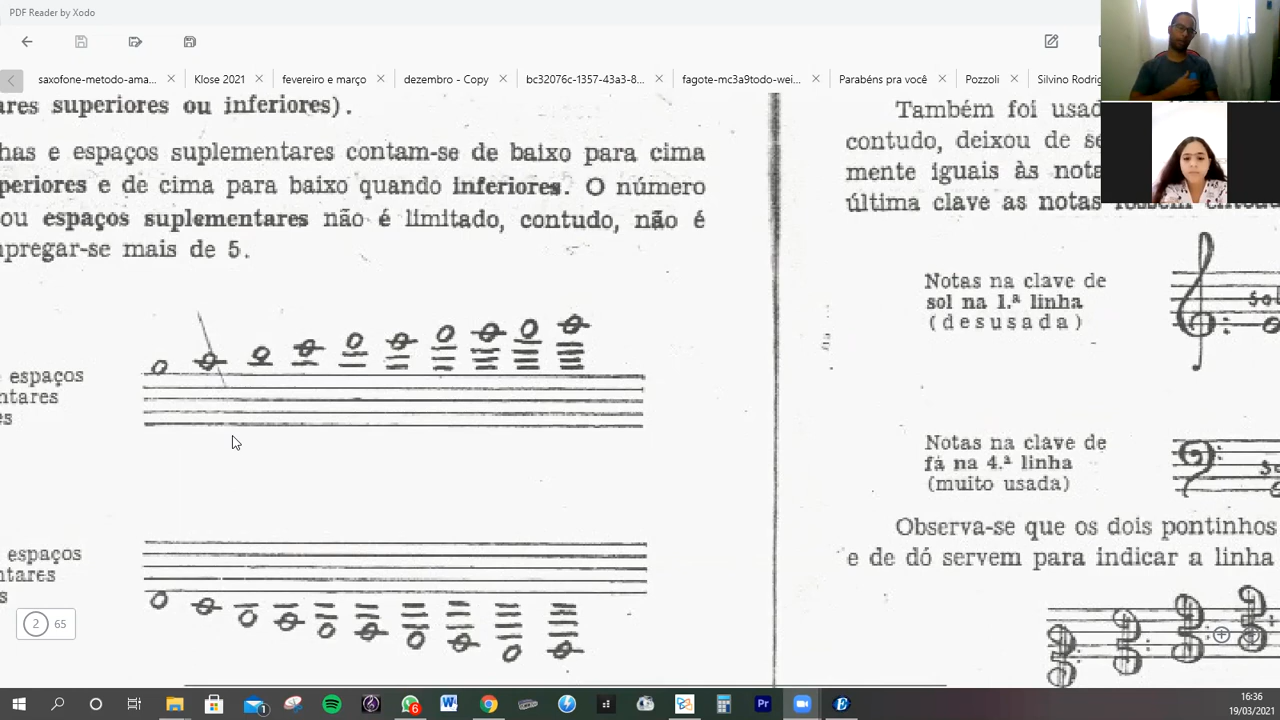 PDF Reader by Xodo
saxofone-metodo-ama... Klose 2021 fevereiro e março dezembro - Copy bc32076c-1357-43a3-8... fagote-mc3a9todo-wei... Parabéns pra você Pozzoli Silvino Rodrig
ares superiores ou inferiores).
has e espaços suplementares contam-se de baixo para cima
periores e de cima para baixo quando inferiores. O número
ou espaços suplementares não é limitado, contudo, não é
pregar-se mais de 5.
e espaços
ntares
s
espaços
ntares
s
2 65
Também foi usad
contudo, deixou de se
mente iguais às nota
última clave as notas
Notas na clave de
sol na 1.ª linha
(desusada)
Sol
Notas na clave de
fá na 4.ª linha
(muito usada)
Observa-se que os dois pontinhos
e de dó servem para indicar a linha
6
1
16:36
19/03/2021